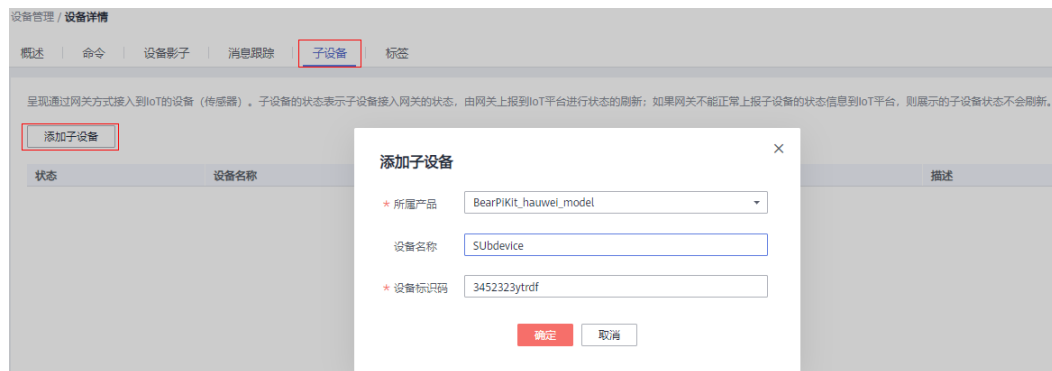 设备管理 / 设备详情
概述 命令 设备影子 消息跟踪 子设备 标签
呈现通过网关方式接入到IoT的设备（传感器）。子设备的状态表示子设备接入网关的状态，由网关上报到IoT平台进行状态的刷新；如果网关不能正常上报子设备的状态信息到IoT平台，则展示的子设备状态不会刷新。
添加子设备
状态 设备名称 描述
添加子设备
* 所属产品 BearPiKit_hauwei_model
设备名称 SUbdevice
* 设备标识码 3452323ytrdf
确定 取消